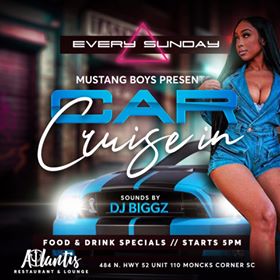 EVERY SUNDAY
MUSTANG BOYS PRESENT
CAR
Cruise in
SOUNDS BY
DJ BIGGZ
FOOD & DRINK SPECIALS // STARTS 5PM
Atlantis
RESTAURANT & LOUNGE
484 N. HWY 52 UNIT 110 MONCKS CORNER SC